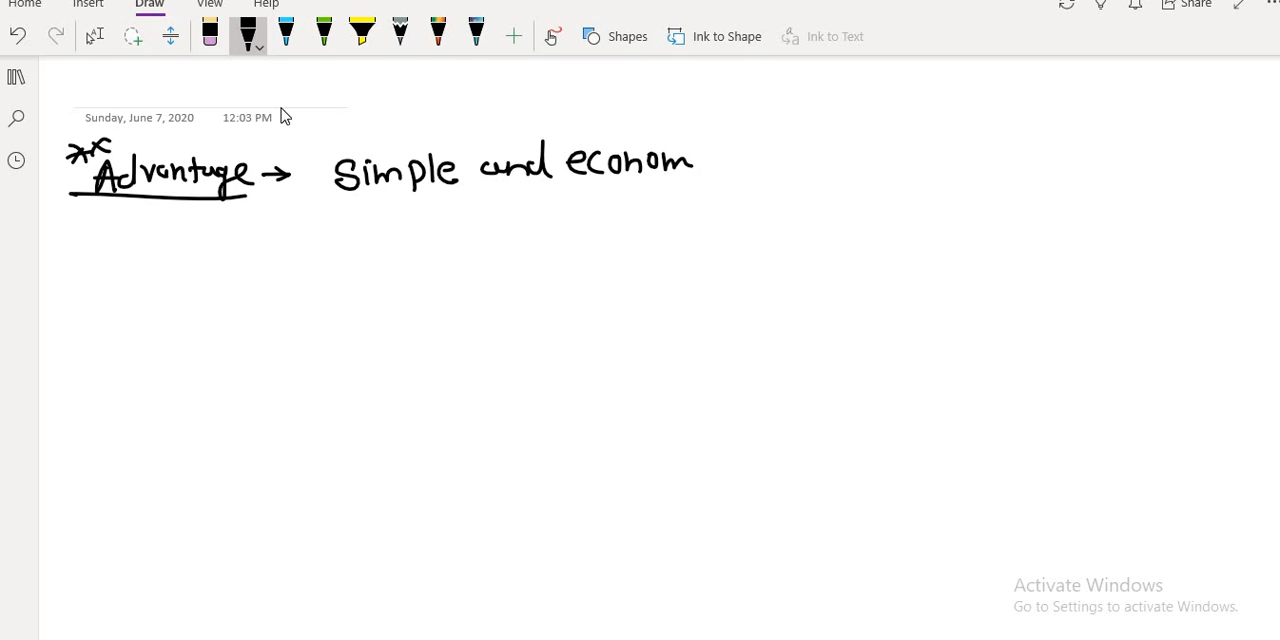 Home Insert Draw View Help Share
Shapes Ink to Shape Ink to Text
Sunday, June 7, 2020 12:03 PM
** Advantage → Simple and econom
Activate Windows
Go to Settings to activate Windows.